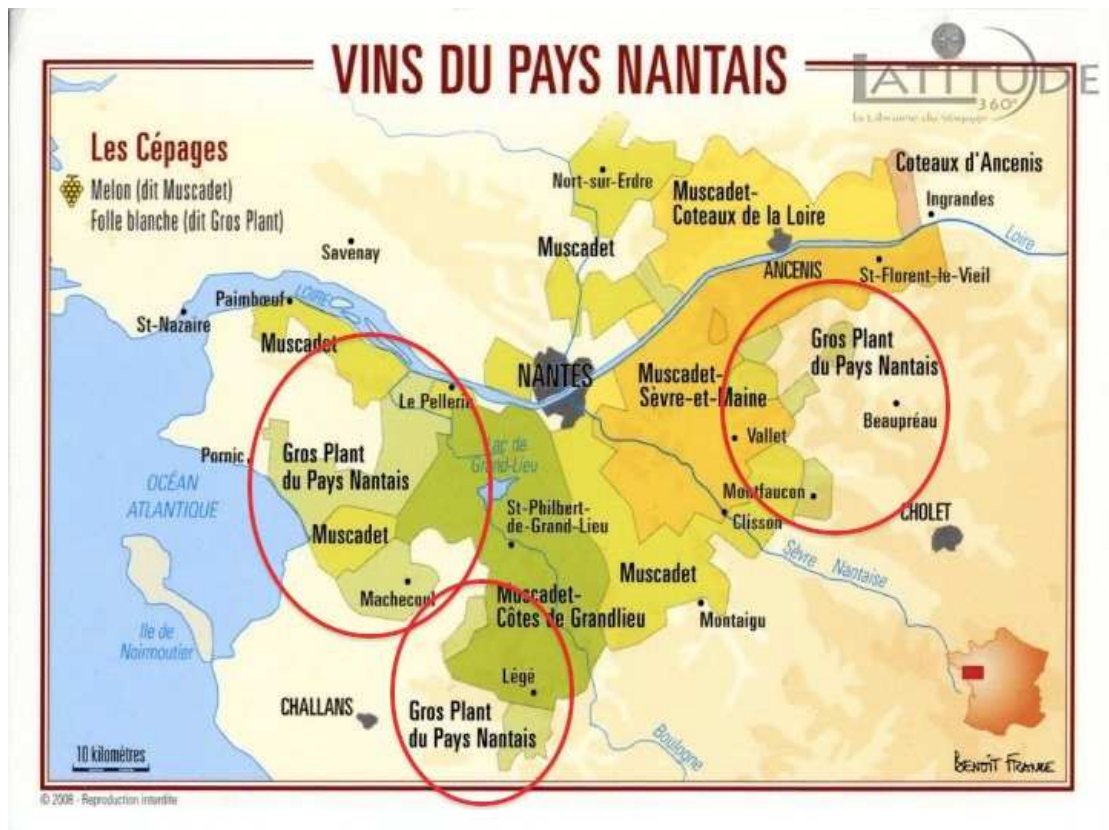 VINS DU PAYS NANTAIS
LATITUDE
360°
Les Cépages
Melon (dit Muscadet)
Folle blanche (dit Gros Plant)
Coteaux d'Ancenis
Ingrandes
Nort-sur-Erdre
Muscadet-
Coteaux de la Loire
Loire
Savenay
Muscadet
ANCENIS
St-Florent-le-Vieil
Paimbœuf
LOIRE
St-Nazaire
Muscadet
Gros Plant
du Pays Nantais
NANTES
Muscadet-
Sèvre-et-Maine
Le Pellerin
Beaupréau
Vallet
Pornic
Gros Plant
du Pays Nantais
Lac de
Grand-Lieu
OCÉAN
ATLANTIQUE
Montfaucon
St-Philbert-
de-Grand-Lieu
Clisson
CHOLET
Muscadet
Sèvre Nantaise
Muscadet
Machecoul
Muscadet-
Côtes de Grandlieu
Montaigu
Ile de
Noirmoutier
Légé
CHALLANS
Gros Plant
du Pays Nantais
Boulogne
10 kilomètres
BENOÎT FRANCE
© 2008 - Reproduction interdite